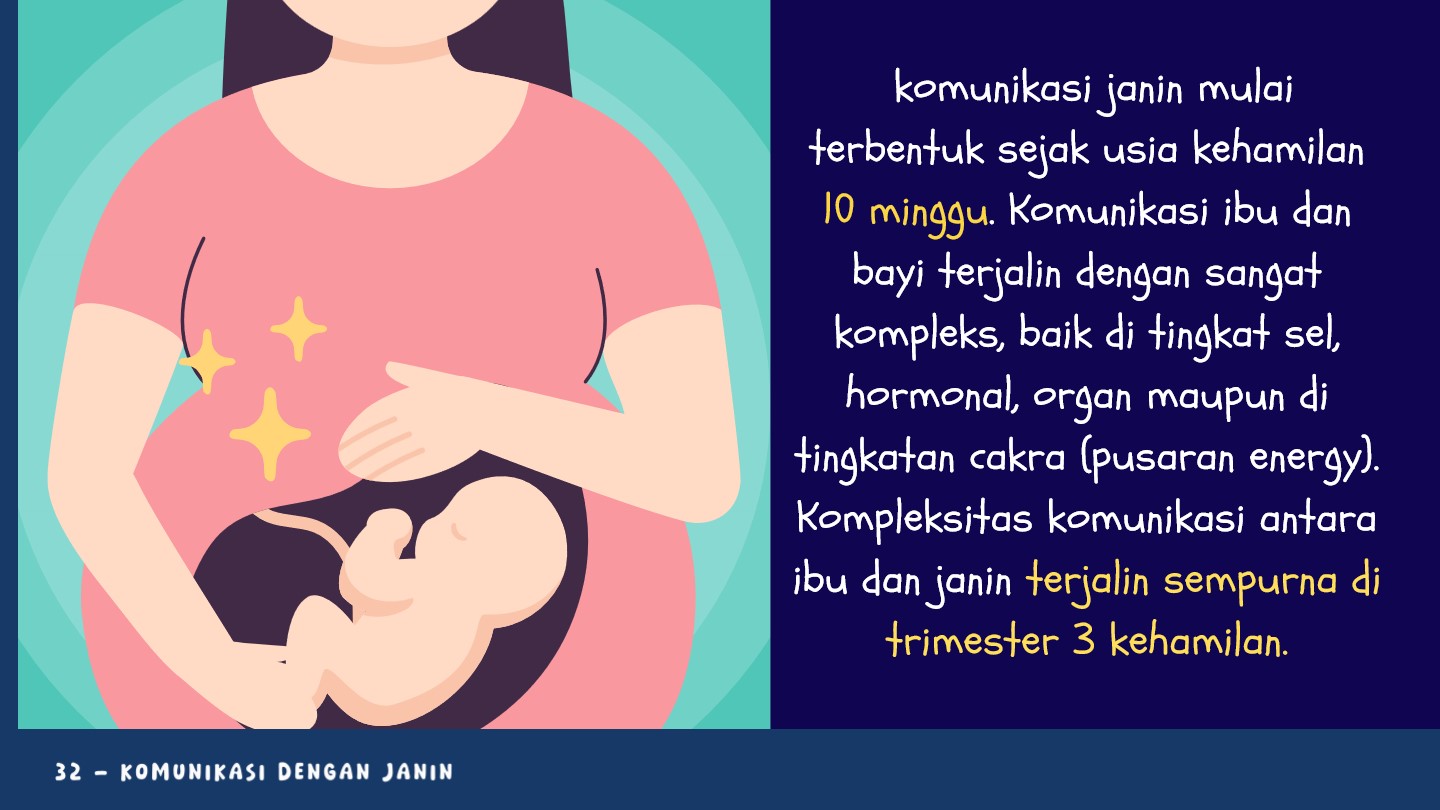 komunikasi janin mulai
terbentuk sejak usia kehamilan
10 minggu. Komunikasi ibu dan
bayi terjalin dengan sangat
kompleks, baik di tingkat sel,
hormonal, organ maupun di
tingkatan cakra (pusaran energy).
Kompleksitas komunikasi antara
ibu dan janin terjalin sempurna di
trimester 3 kehamilan.
32 - KOMUNIKASI DENGAN JANIN